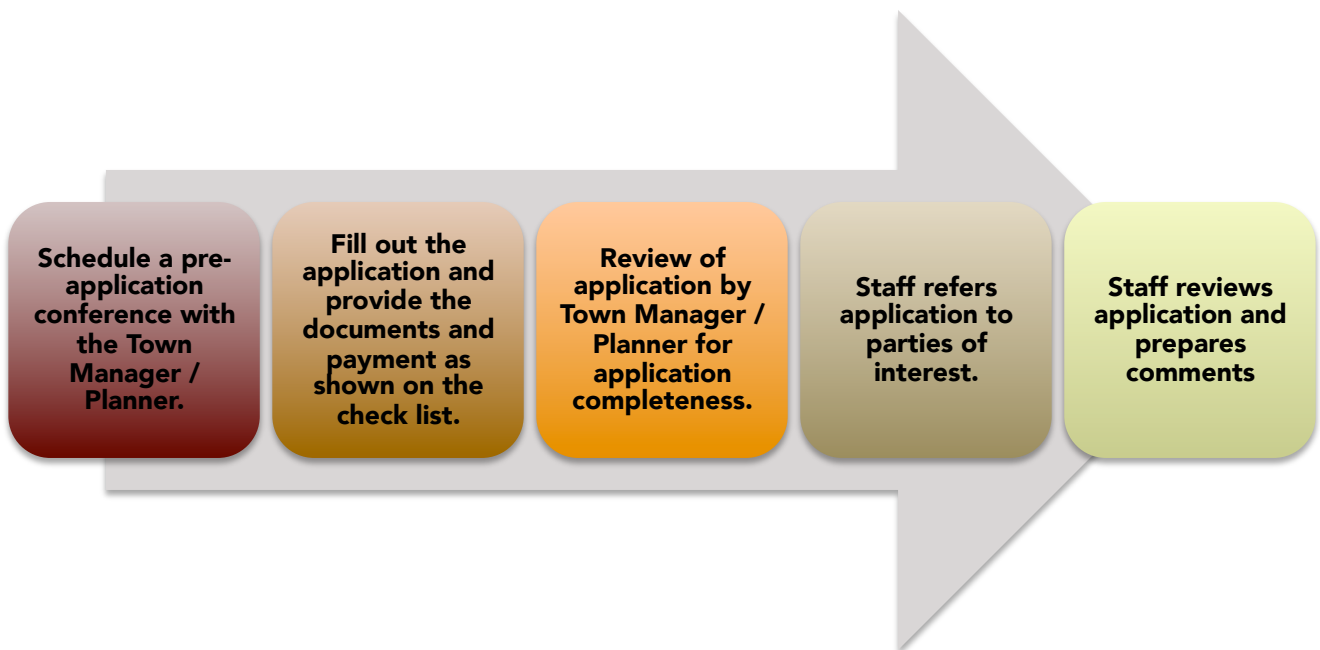 Schedule a pre-
application
conference with
the Town
Manager /
Planner.
Fill out the
application and
provide the
documents and
payment as
shown on the
check list.
Review of
application by
Town Manager /
Planner for
application
completeness.
Staff refers
application to
parties of
interest.
Staff reviews
application and
prepares
comments